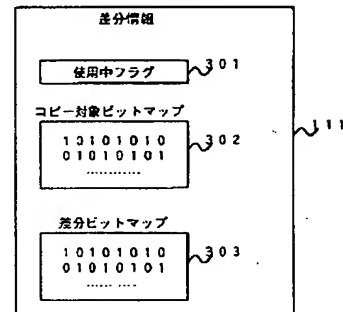 差分情報
使用中フラグ
301
コピー対象ビットマップ
10101010
302
111
01010101
............
差分ビットマップ
10101010
303
01010101
...... ....